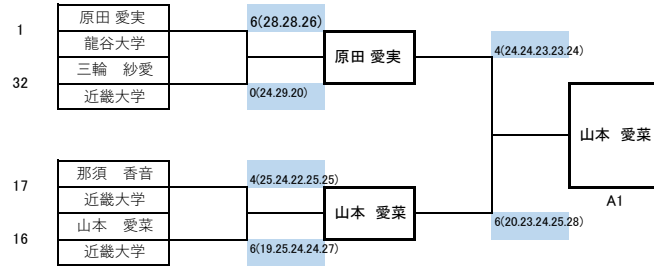 1
原田 愛実
龍谷大学
6(28.28.26)
32
三輪　紗愛
近畿大学
0(24.29.20)
原田 愛実
4(24.24.23.23.24)
17
那須　香音
近畿大学
4(25.24.22.25.25)
16
山本　愛菜
近畿大学
6(19.25.24.24.27)
山本 愛菜
6(20.23.24.25.28)
山本 愛菜
A1